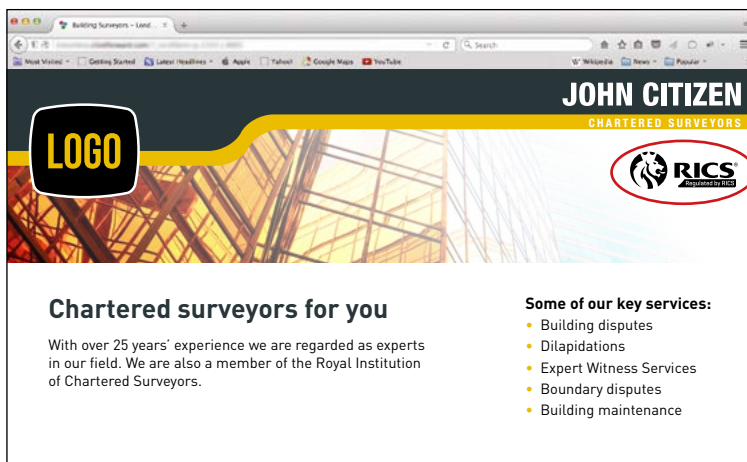 Building Surveyors – Lond...
Search
Most Visited
Getting Started
Latest Headlines
Apple
Yahoo!
Google Maps
YouTube
Wikipedia
News
Popular
JOHN CITIZEN
CHARTERED SURVEYORS
LOGO
RICS
Regulated by RICS
Chartered surveyors for you
With over 25 years’ experience we are regarded as experts
in our field. We are also a member of the Royal Institution
of Chartered Surveyors.
Some of our key services:
• Building disputes
• Dilapidations
• Expert Witness Services
• Boundary disputes
• Building maintenance